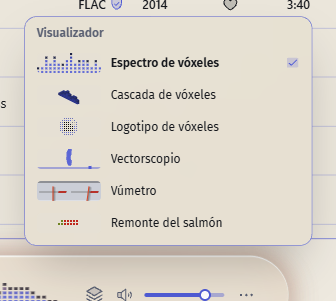 FLAC 2014 3:40
Visualizador
Espectro de vóxeles
Cascada de vóxeles
Logotipo de vóxeles
s
Vectorscopio
Vúmetro
Remonte del salmón